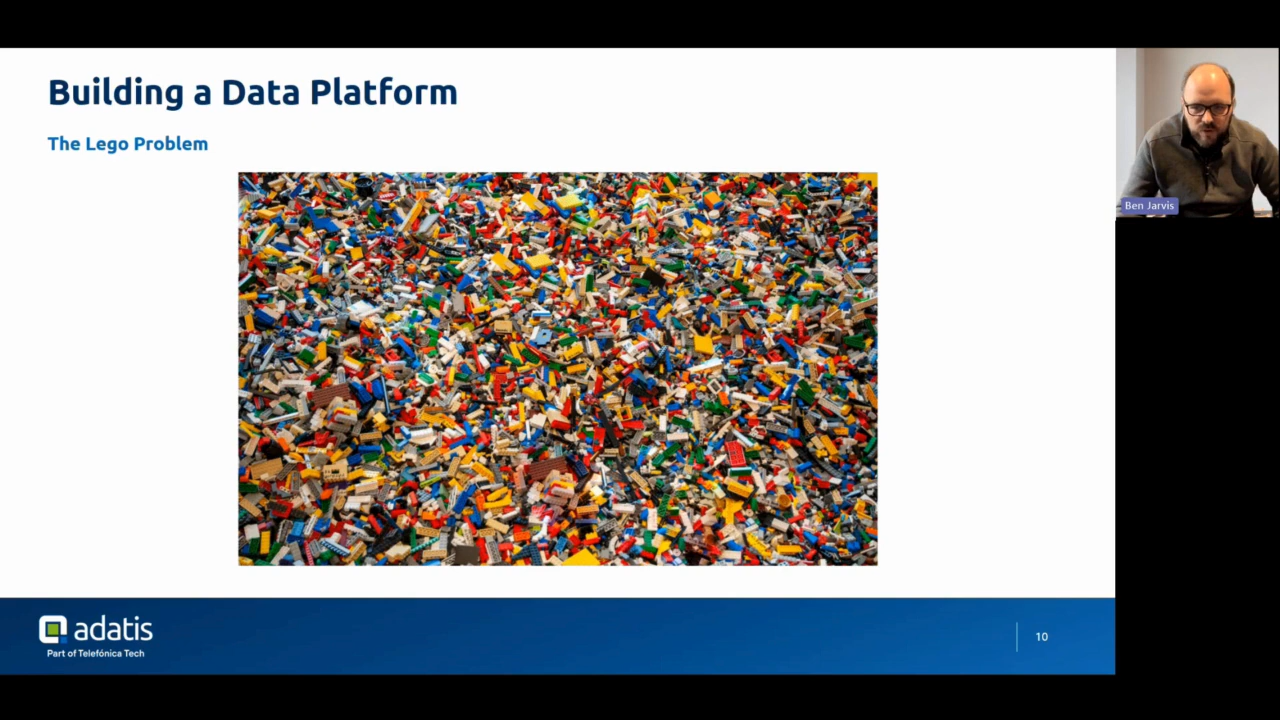 Building a Data Platform
The Lego Problem
Ben Jarvis
adatis
Part of Telefónica Tech
10